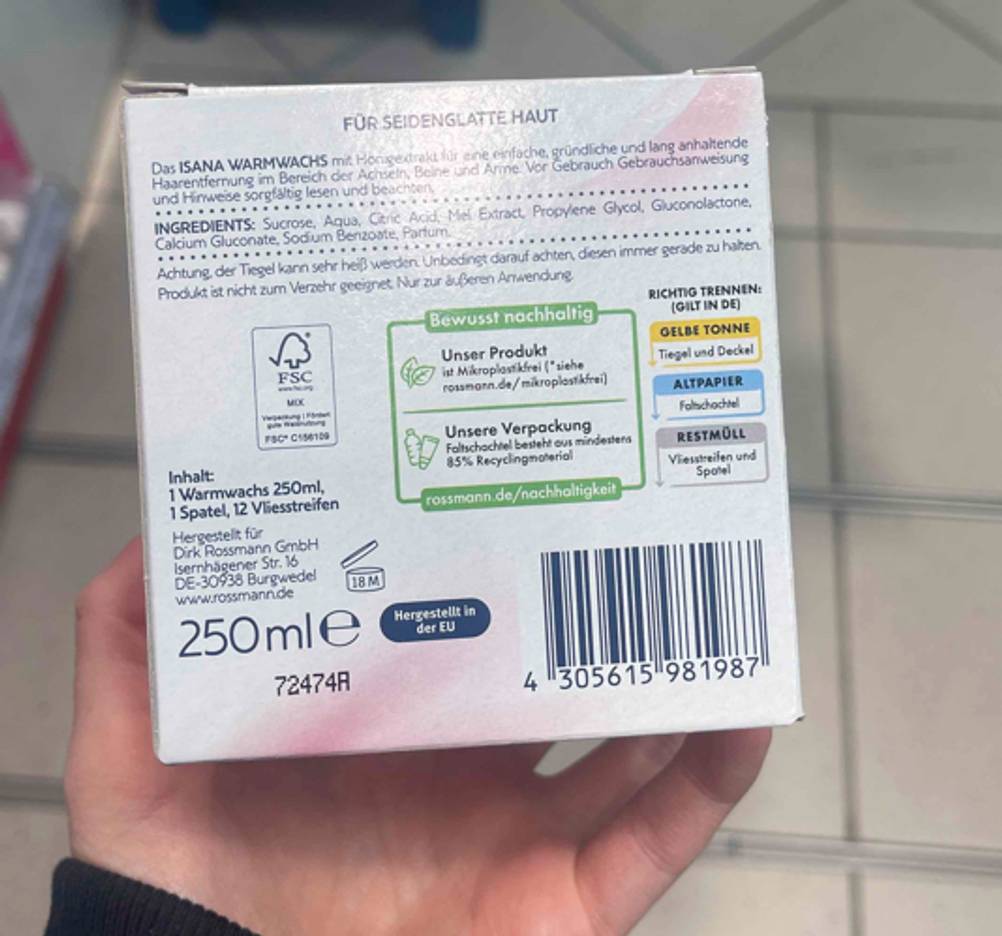 FÜR SEIDENGLATTE HAUT
Das ISANA WARMWACHS mit Honigextrakt für eine einfache, gründliche und lang anhaltende
Haarentfernung im Bereich der Achseln, Beine und Arme. Vor Gebrauch Gebrauchsanweisung
und Hinweise sorgfältig lesen und beachten.
INGREDIENTS: Sucrose, Aqua, Citric Acid, Mel Extract, Propylene Glycol, Gluconolactone,
Calcium Gluconate, Sodium Benzoate, Parfum.
Achtung, der Tiegel kann sehr heiß werden. Unbedingt darauf achten, diesen immer gerade zu halten.
Produkt ist nicht zum Verzehr geeignet. Nur zur äußeren Anwendung.
FSC
www.fsc.org
MIX
Verpackung | Fördert
gute Waldnutzung
FSC® C156109
Bewusst nachhaltig
Unser Produkt
ist Mikroplastikfrei (*siehe
rossmann.de/mikroplastikfrei)
Unsere Verpackung
Faltschachtel besteht aus mindestens
85% Recyclingmaterial
rossmann.de/nachhaltigkeit
RICHTIG TRENNEN:
(GILT IN DE)
GELBE TONNE
Tiegel und Deckel
ALTPAPIER
Faltschachtel
RESTMÜLL
Vliesstreifen und
Spatel
Inhalt:
1 Warmwachs 250ml,
1 Spatel, 12 Vliesstreifen
Hergestellt für
Dirk Rossmann GmbH
Isernhägener Str. 16
DE-30938 Burgwedel
www.rossmann.de
18 M
250ml℮
Hergestellt in
der EU
72474A
4 305615 981987